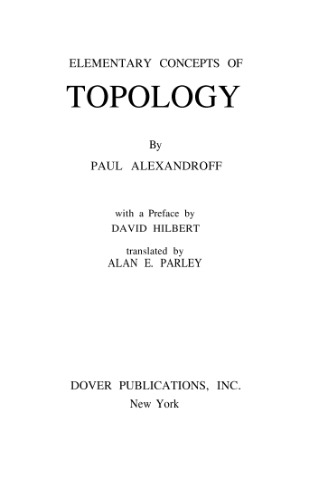 ELEMENTARY CONCEPTS OF
TOPOLOGY
By
PAUL ALEXANDROFF
with a Preface by
DAVID HILBERT
translated by
ALAN E. PARLEY
DOVER PUBLICATIONS, INC.
New York